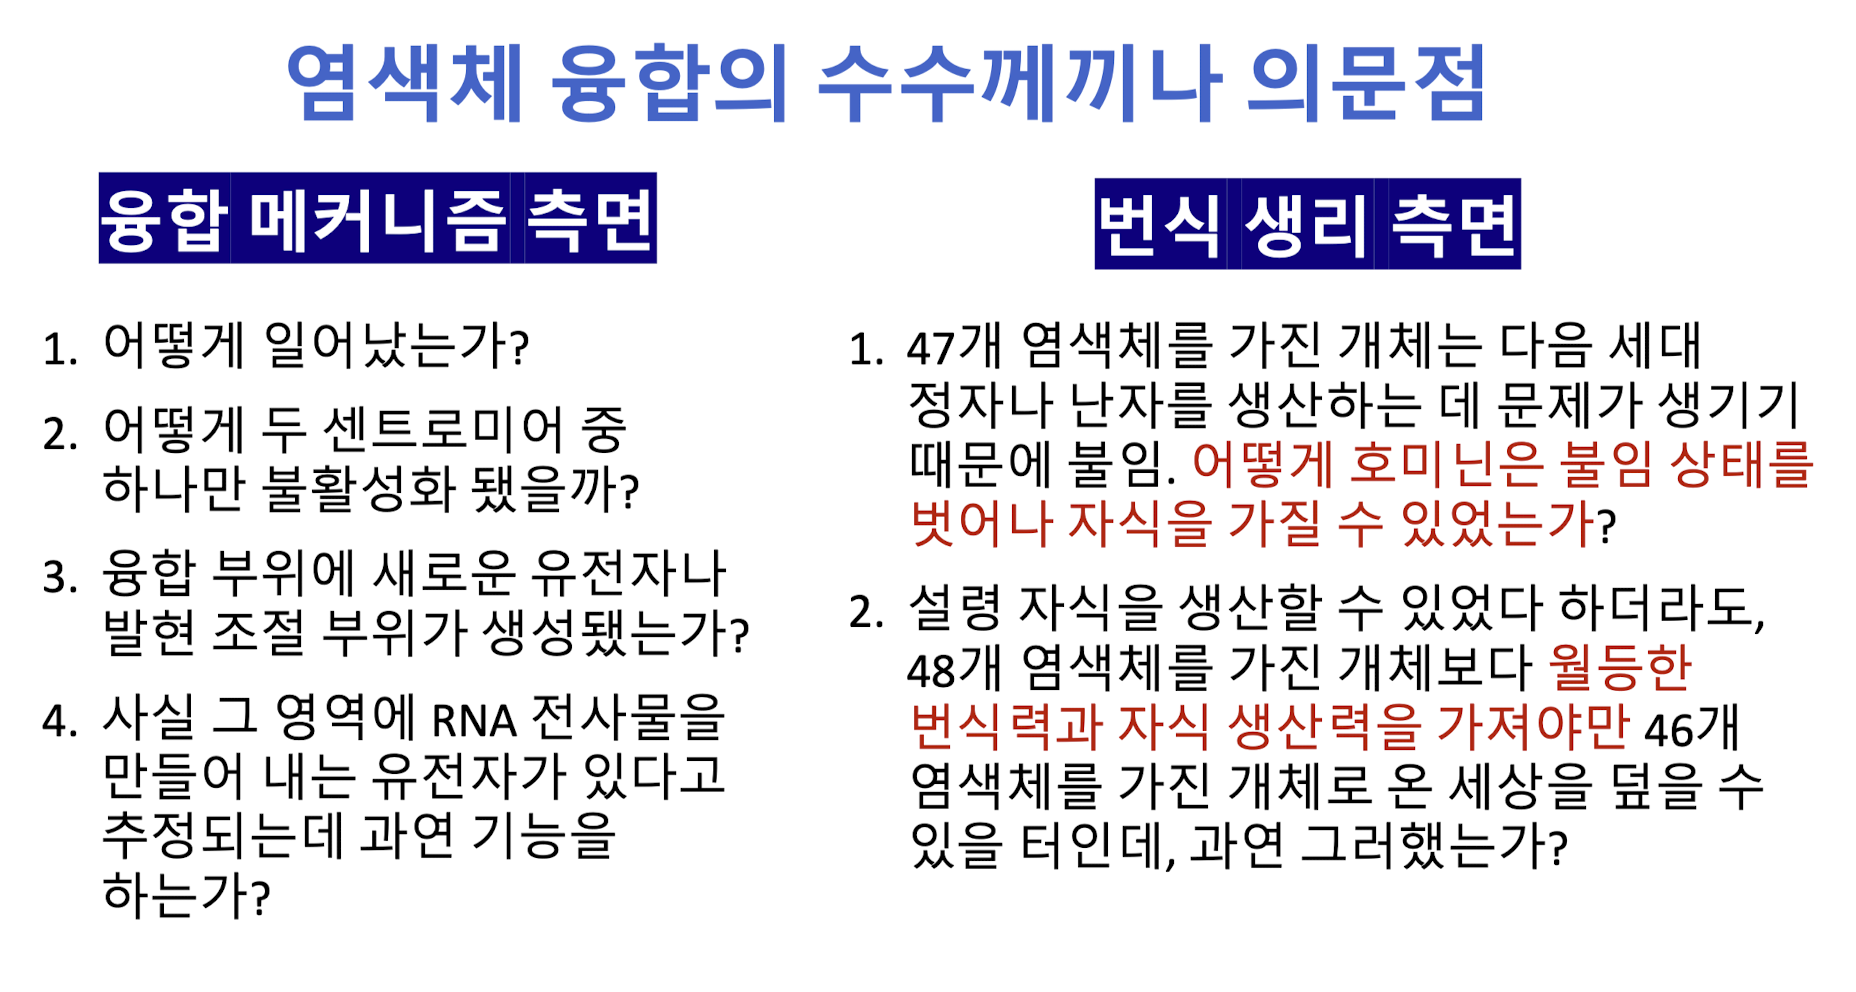 염색체 융합의 수수께끼나 의문점
융합 메커니즘 측면
1. 어떻게 일어났는가?
2. 어떻게 두 센트로미어 중
하나만 불활성화 됐을까?
3. 융합 부위에 새로운 유전자나
발현 조절 부위가 생성됐는가?
4. 사실 그 영역에 RNA 전사물을
만들어 내는 유전자가 있다고
추정되는데 과연 기능을
하는가?
번식 생리 측면
1. 47개 염색체를 가진 개체는 다음 세대
정자나 난자를 생산하는 데 문제가 생기기
때문에 불임. 어떻게 호미닌은 불임 상태를
벗어나 자식을 가질 수 있었는가?
2. 설령 자식을 생산할 수 있었다 하더라도,
48개 염색체를 가진 개체보다 월등한
번식력과 자식 생산력을 가져야만 46개
염색체를 가진 개체로 온 세상을 덮을 수
있을 터인데, 과연 그러했는가?